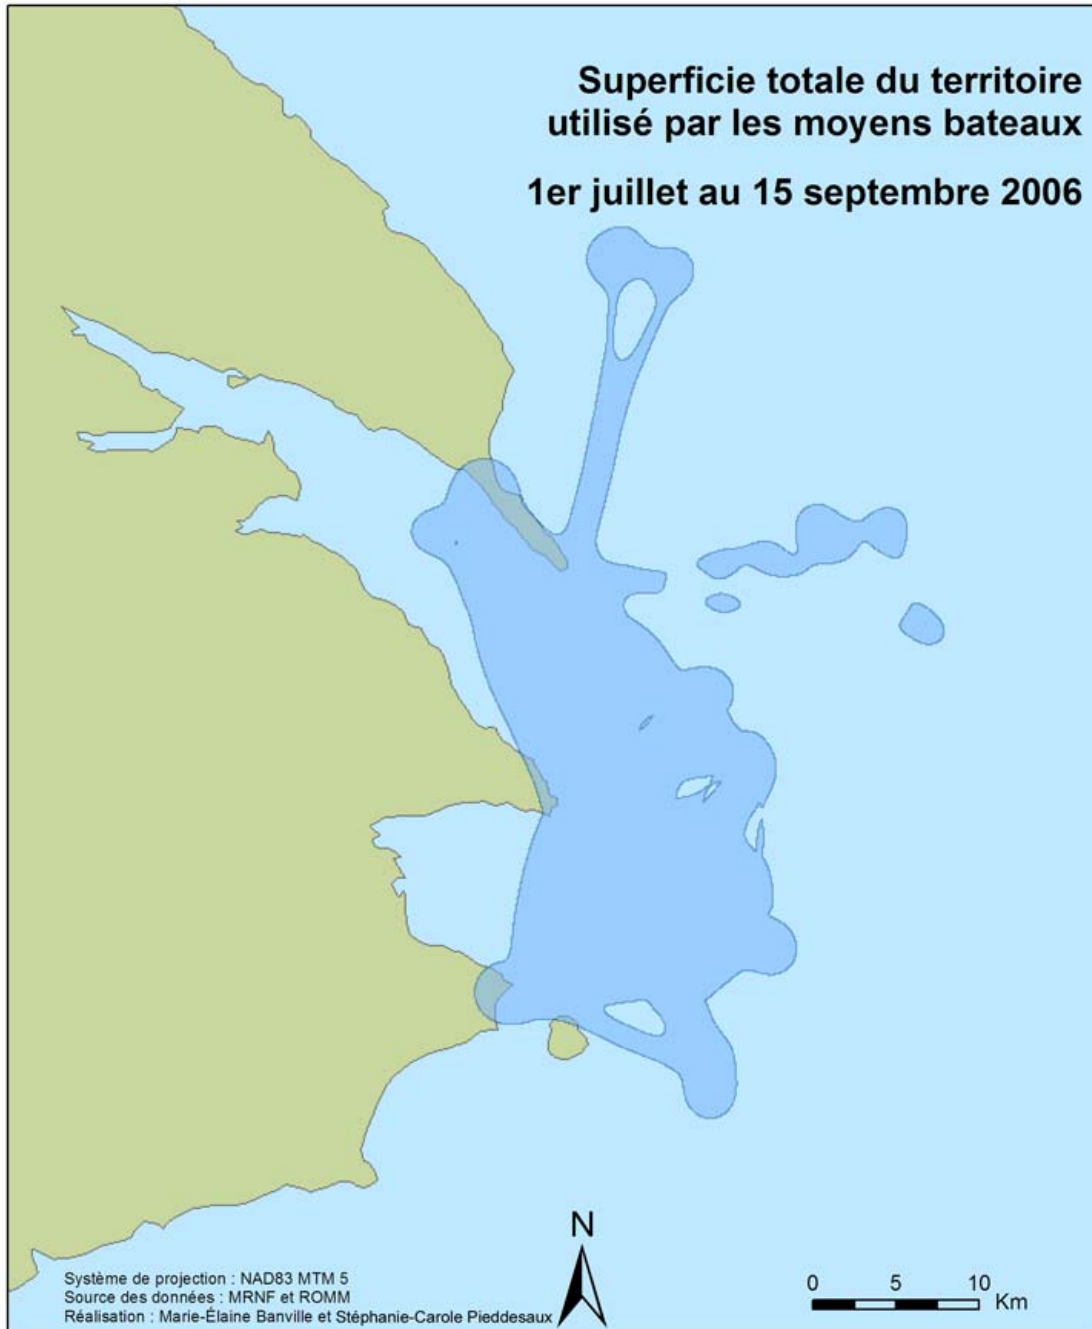 Superficie totale du territoire
utilisé par les moyens bateaux
1er juillet au 15 septembre 2006
N
Système de projection : NAD83 MTM 5
Source des données : MRNF et ROMM
Réalisation : Marie-Élaine Banville et Stéphanie-Carole Pieddesaux
0 5 10
Km